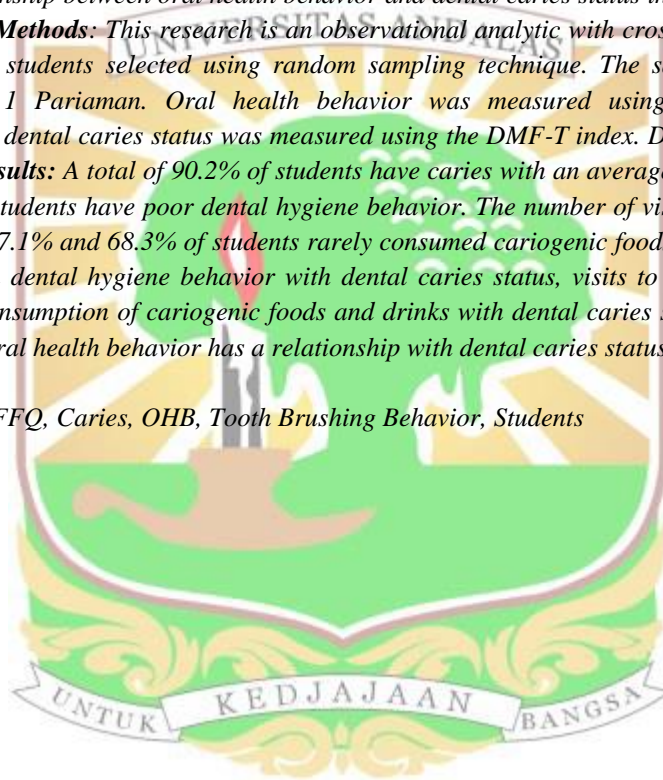 nship between oral health behavior and dental caries status in
Methods: This research is an observational analytic with cros
students selected using random sampling technique. The s
1 Pariaman. Oral health behavior was measured using
dental caries status was measured using the DMF-T index. D
sults: A total of 90.2% of students have caries with an average
tudents have poor dental hygiene behavior. The number of vi
7.1% and 68.3% of students rarely consumed cariogenic food
dental hygiene behavior with dental caries status, visits to
nsumption of cariogenic foods and drinks with dental caries s
ral health behavior has a relationship with dental caries status
FFQ, Caries, OHB, Tooth Brushing Behavior, Students
UNIVERSITAS ANDALAS
UNTUK KEDJAJAAN BANGSA